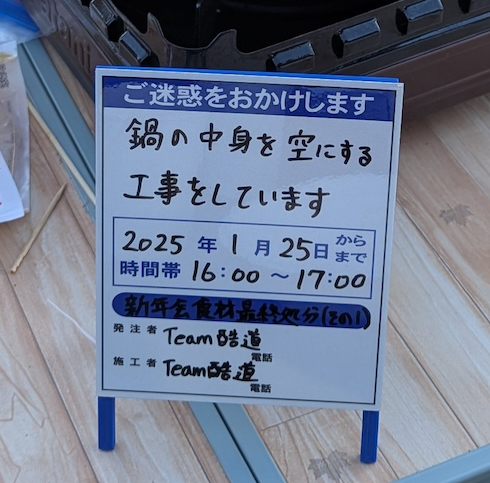 ご迷惑をおかけします
鍋の中身を空にする
工事をしています
2025年1月25日からまで
時間帯 16:00～17:00
新年会食材最終処分(その1)
発注者 Team酷道
電話
施工者 Team酷道
電話